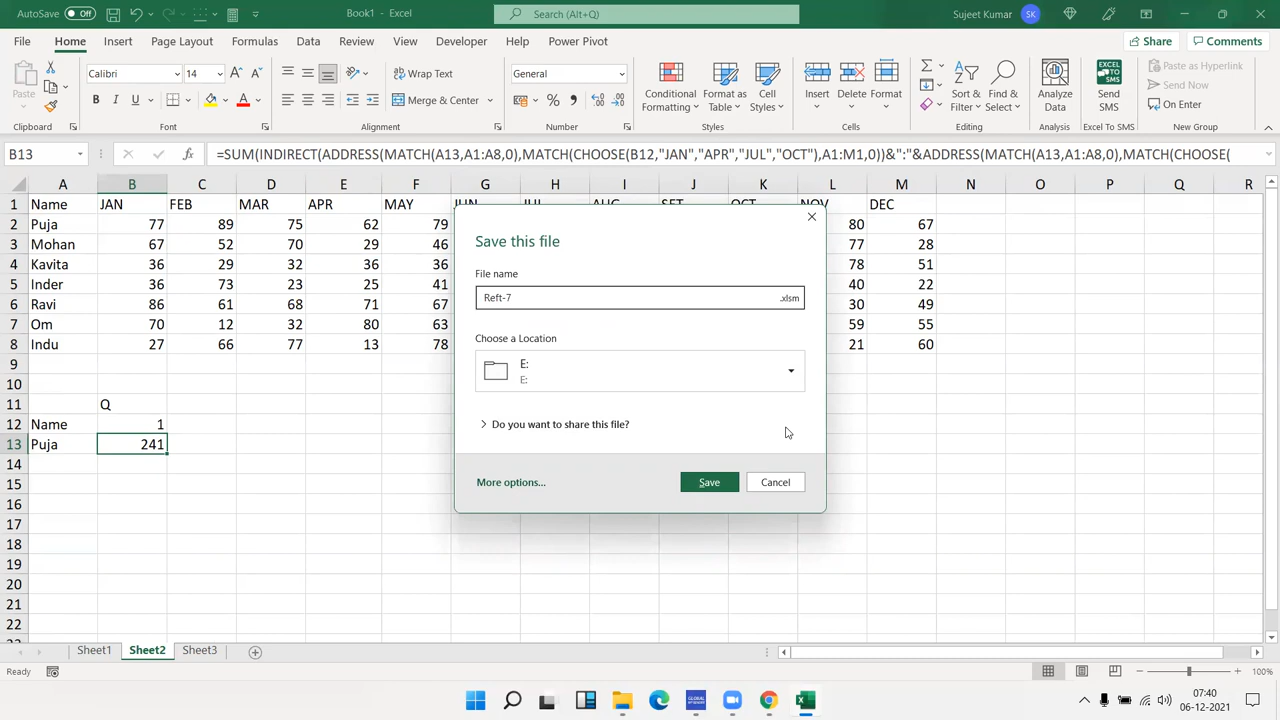 AutoSave Off Book1 - Excel Search (Alt+Q) Sujeet Kumar SK
File Home Insert Page Layout Formulas Data Review View Developer Help Power Pivot Share Comments
Paste Calibri 14 Wrap Text General Conditional Formatting Format as Table Cell Styles Insert Delete Format Sort & Filter Find & Select Analyze Data Send SMS Paste as Hyperlink
B I U Merge & Center Send Now
On Enter
Clipboard Font Alignment Number Styles Cells Editing Analysis Excel To SMS New Group
B13 fx =SUM(INDIRECT(ADDRESS(MATCH(A13,A1:A8,0),MATCH(CHOOSE(B12,"JAN","APR","JUL","OCT"),A1:M1,0))&":"&ADDRESS(MATCH(A13,A1:A8,0),MATCH(CHOOSE(
A B C D E F G H I J K L M N O P Q R
1 Name JAN FEB MAR APR MAY JUN JUL AUG SET OCT NOV DEC
2 Puja 77 89 75 62 79 80 67
3 Mohan 67 52 70 29 46 77 28
4 Kavita 36 29 32 36 36 78 51
5 Inder 36 73 23 25 41 40 22
6 Ravi 86 61 68 71 67 30 49
7 Om 70 12 32 80 63 59 55
8 Indu 27 66 77 13 78 21 60
9
10
11 Q
12 Name 1
13 Puja 241
14
15
16
17
18
19
20
21
22
Save this file
File name
Reft-7 .xlsm
Choose a Location
E:
E:
Do you want to share this file?
More options... Save Cancel
Sheet1 Sheet2 Sheet3
Ready 100%
07:40
06-12-2021